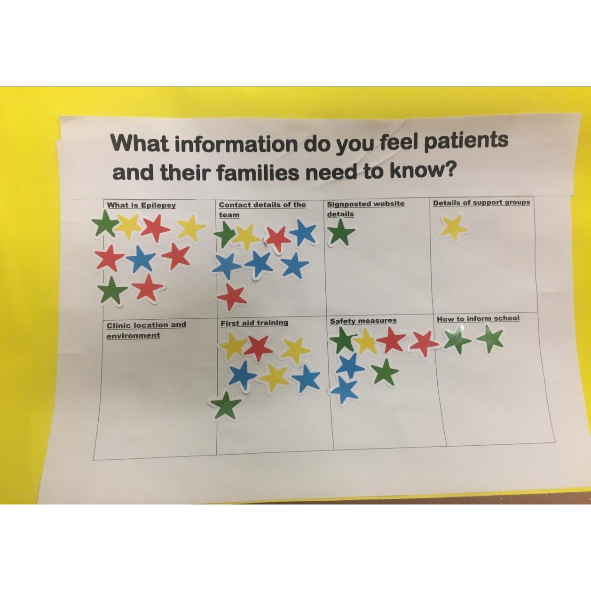 What information do you feel patients
and their families need to know?
What is Epilepsy
Contact details of the
team
Signposted website
details
Details of support groups
Clinic location and
environment
First aid training
Safety measures
How to inform school